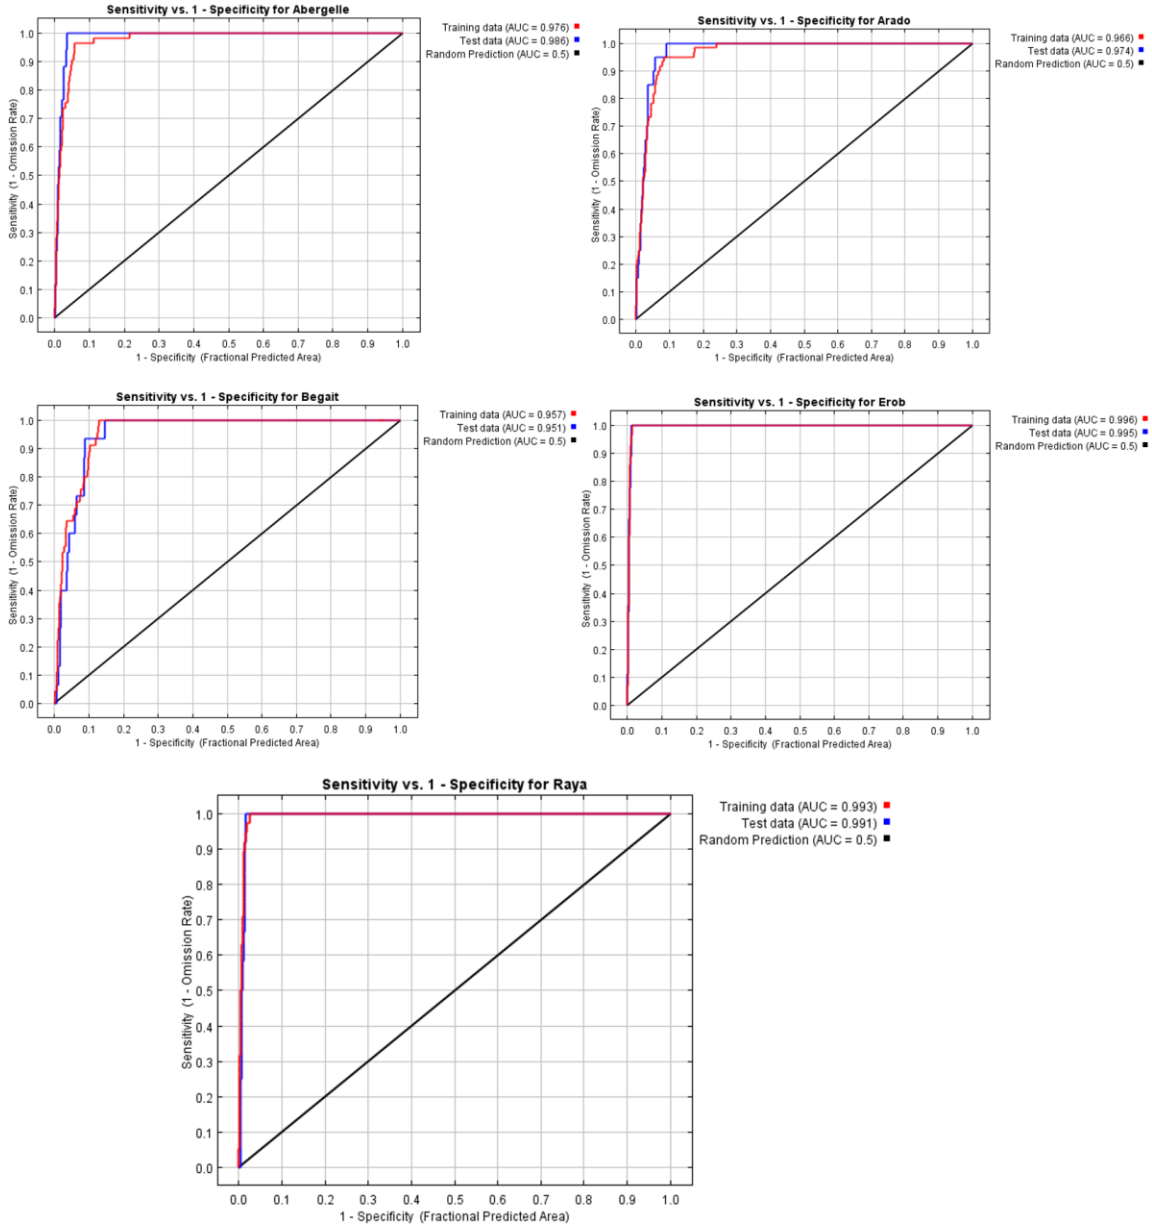 Sensitivity vs. 1 - Specificity for Abergelle
Training data (AUC = 0.976)
Test data (AUC = 0.986)
Random Prediction (AUC = 0.5)
Sensitivity (1 - Omission Rate)
1.0
0.9
0.8
0.7
0.6
0.5
0.4
0.3
0.2
0.1
0.0
0.0 0.1 0.2 0.3 0.4 0.5 0.6 0.7 0.8 0.9 1.0
1 - Specificity (Fractional Predicted Area)
Sensitivity vs. 1 - Specificity for Arado
Training data (AUC = 0.966)
Test data (AUC = 0.974)
Random Prediction (AUC = 0.5)
Sensitivity (1 - Omission Rate)
1.0
0.9
0.8
0.7
0.6
0.5
0.4
0.3
0.2
0.1
0.0
0.0 0.1 0.2 0.3 0.4 0.5 0.6 0.7 0.8 0.9 1.0
1 - Specificity (Fractional Predicted Area)
Sensitivity vs. 1 - Specificity for Begait
Training data (AUC = 0.957)
Test data (AUC = 0.951)
Random Prediction (AUC = 0.5)
Sensitivity (1 - Omission Rate)
1.0
0.9
0.8
0.7
0.6
0.5
0.4
0.3
0.2
0.1
0.0
0.0 0.1 0.2 0.3 0.4 0.5 0.6 0.7 0.8 0.9 1.0
1 - Specificity (Fractional Predicted Area)
Sensitivity vs. 1 - Specificity for Erob
Training data (AUC = 0.996)
Test data (AUC = 0.995)
Random Prediction (AUC = 0.5)
Sensitivity (1 - Omission Rate)
1.0
0.9
0.8
0.7
0.6
0.5
0.4
0.3
0.2
0.1
0.0
0.0 0.1 0.2 0.3 0.4 0.5 0.6 0.7 0.8 0.9 1.0
1 - Specificity (Fractional Predicted Area)
Sensitivity vs. 1 - Specificity for Raya
Training data (AUC = 0.993)
Test data (AUC = 0.991)
Random Prediction (AUC = 0.5)
Sensitivity (1 - Omission Rate)
1.0
0.9
0.8
0.7
0.6
0.5
0.4
0.3
0.2
0.1
0.0
0.0 0.1 0.2 0.3 0.4 0.5 0.6 0.7 0.8 0.9 1.0
1 - Specificity (Fractional Predicted Area)